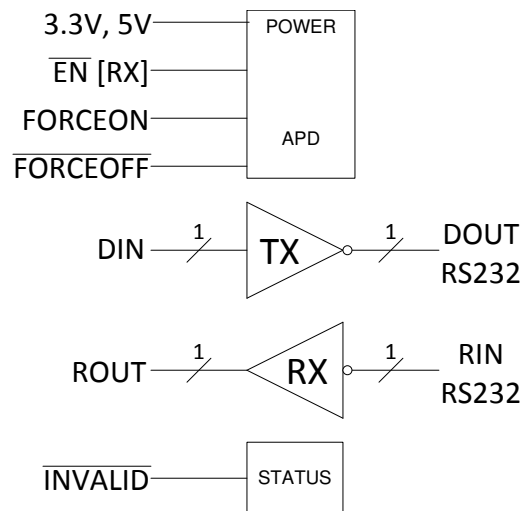 3.3V, 5V
POWER
EN [RX]
FORCEON
APD
FORCEOFF
1
1
DOUT
DIN
TX
RS232
1
1
RIN
ROUT
RX
RS232
INVALID
STATUS